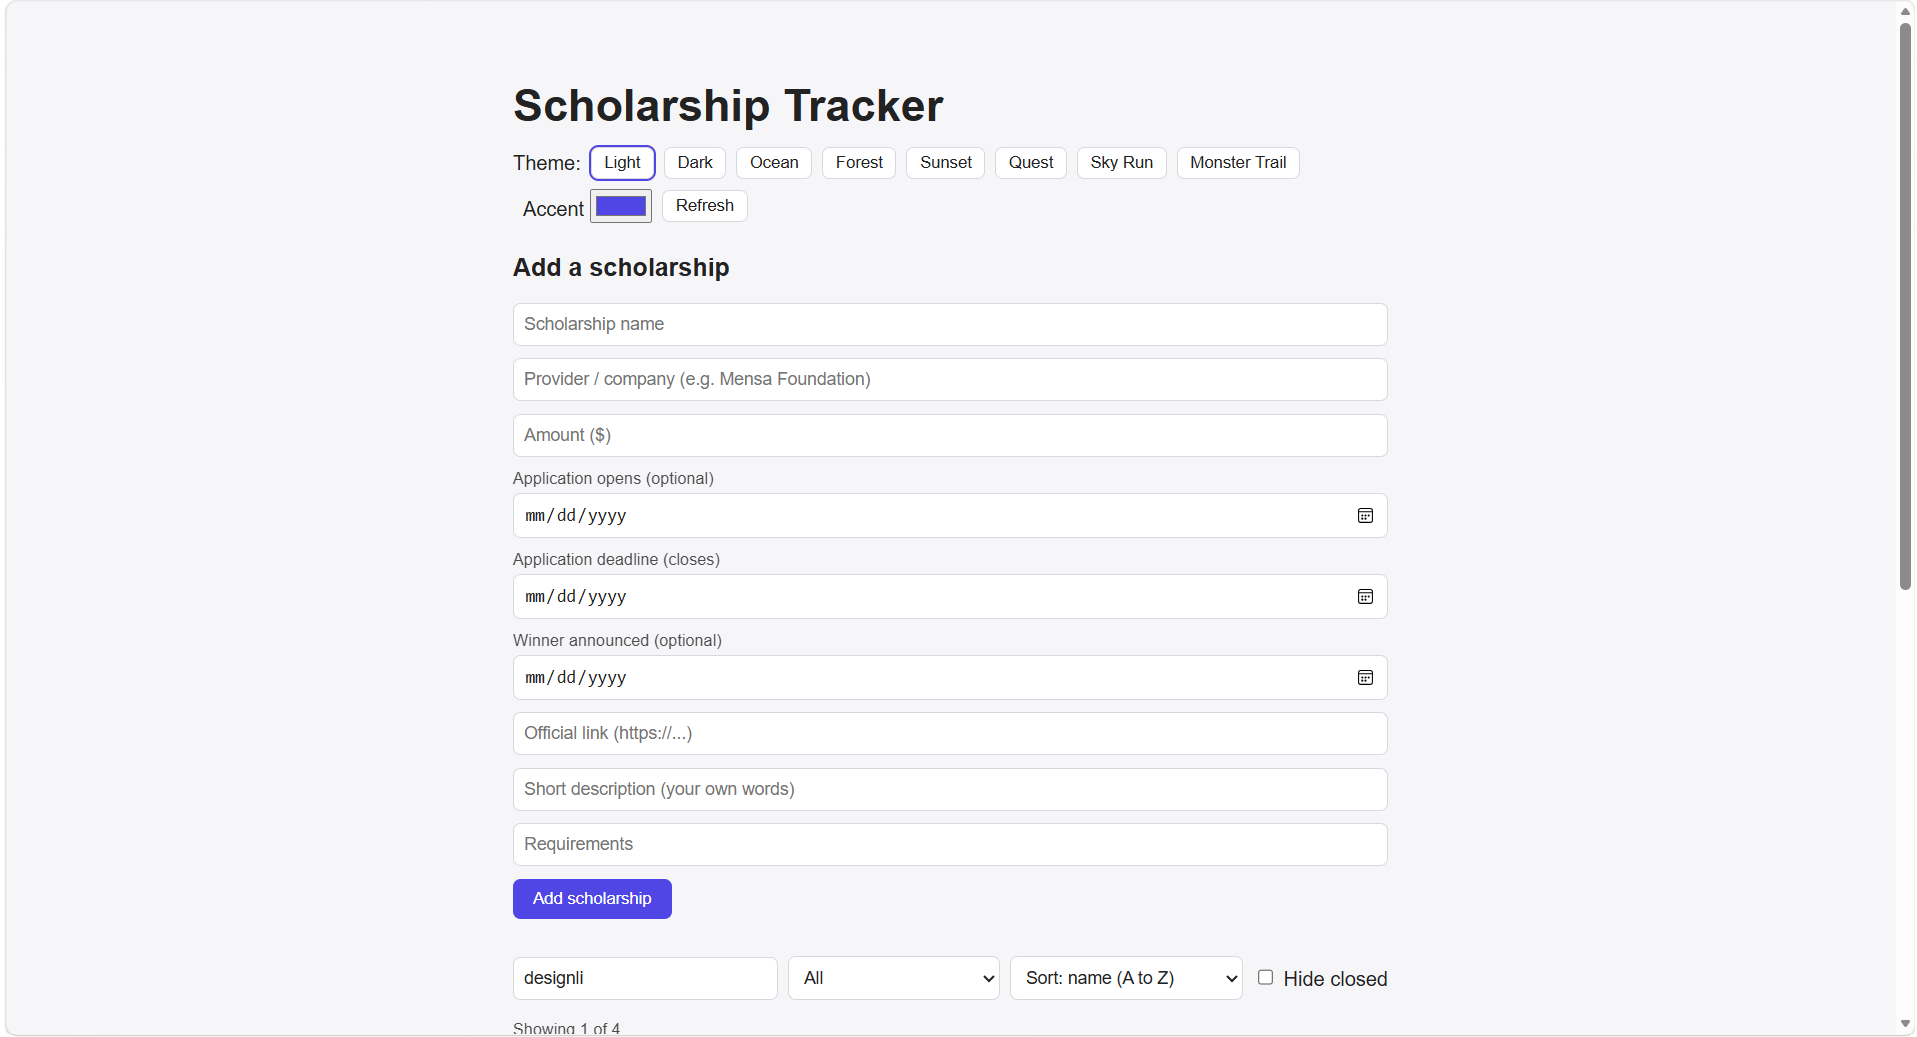 Scholarship Tracker
Theme: Light Dark Ocean Forest Sunset Quest Sky Run Monster Trail
Accent Refresh
Add a scholarship
Scholarship name
Provider / company (e.g. Mensa Foundation)
Amount ($)
Application opens (optional)
mm/dd/yyyy
Application deadline (closes)
mm/dd/yyyy
Winner announced (optional)
mm/dd/yyyy
Official link (https://...)
Short description (your own words)
Requirements
Add scholarship
designli All Sort: name (A to Z) Hide closed
Showing 1 of 4